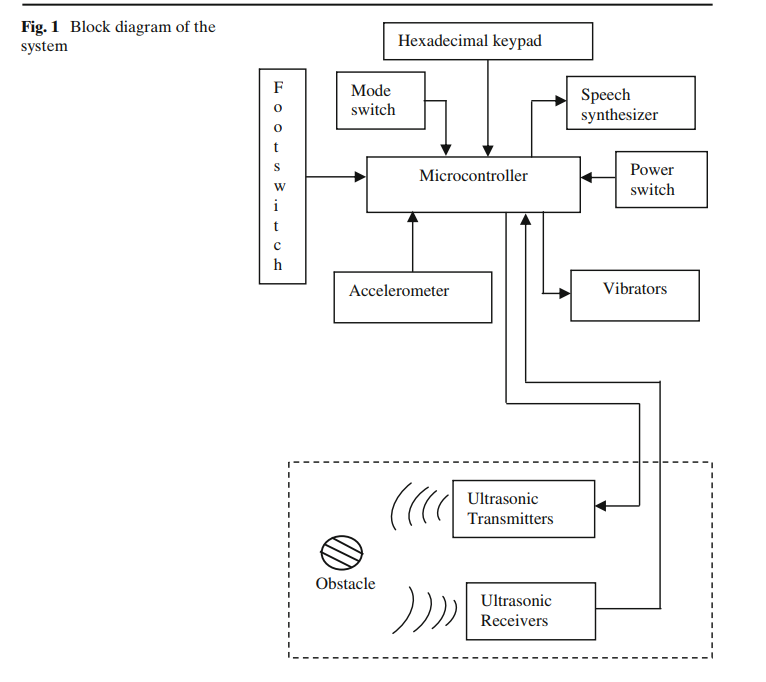 Fig. 1 Block diagram of the
system
Hexadecimal keypad
Footswitch
Mode
switch
Speech
synthesizer
Microcontroller
Power
switch
Accelerometer
Vibrators
Ultrasonic
Transmitters
Obstacle
Ultrasonic
Receivers